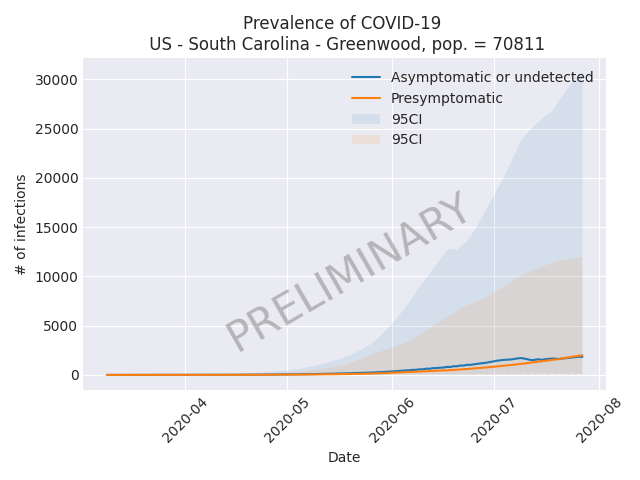 Prevalence of COVID-19
US - South Carolina - Greenwood, pop. = 70811
Asymptomatic or undetected
Presymptomatic
95CI
95CI
30000
25000
20000
15000
10000
5000
0
# of infections
PRELIMINARY
2020-04
2020-05
2020-06
2020-07
2020-08
Date